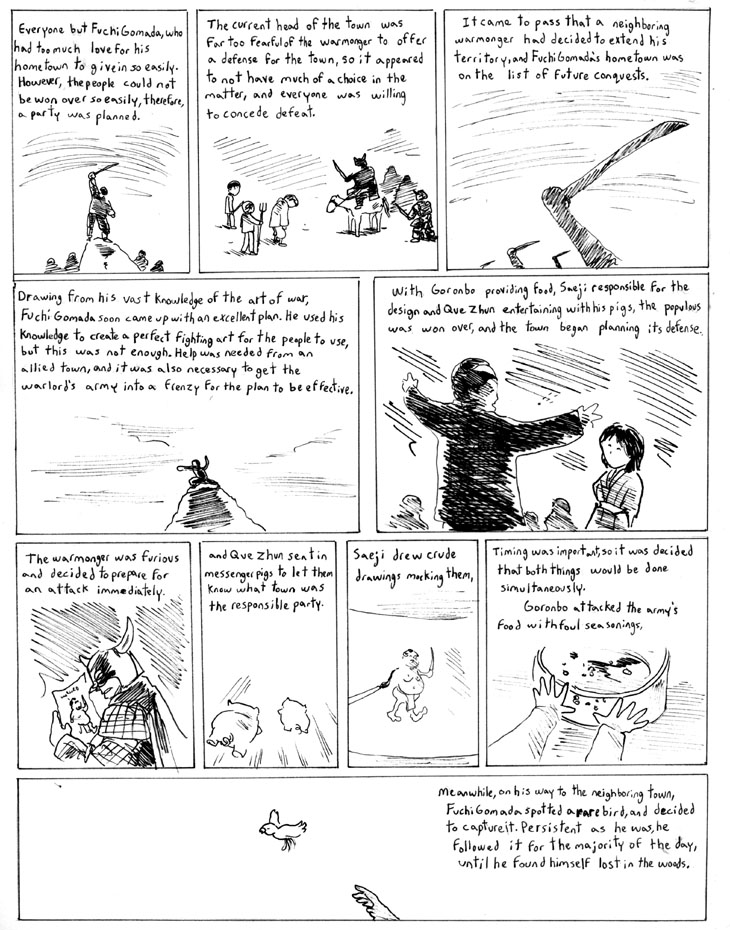 It came to pass that a neighboring
warmonger had decided to extend his
territory, and Fuchi Gomada's hometown was
on the list of future conquests.
The current head of the town was
far too fearful of the warmonger to offer
a defense for the town, so it appeared
to not have much of a choice in the
matter, and everyone was willing
to concede defeat.
Everyone but Fuchi Gomada, who
had too much love for his
hometown to give in so easily.
However, the people could not
be won over so easily, therefore,
a party was planned.
With Goronbo providing food, Saeji responsible for the
design and Que Zhun entertaining with his pigs, the populous
was won over, and the town began planning its defense.
Drawing from his vast knowledge of the art of war,
Fuchi Gomada soon came up with an excellent plan. He used his
knowledge to create a perfect fighting art for the people to use,
but this was not enough. Help was needed from an
allied town, and it was also necessary to get the
warlord's army into a frenzy for the plan to be effective.
Timing was important, so it was decided
that both things would be done
simultaneously.
Goronbo attacked the army's
food with foul seasonings,
Saeji drew crude
drawings mocking them,
and Que Zhun sent in
messenger pigs to let them
know what town was
the responsible party.
The warmonger was furious
and decided to prepare for
an attack immediately.
Meanwhile, on his way to the neighboring town,
Fuchi Gomada spotted a rare bird, and decided
to capture it. Persistent as he was, he
followed it for the majority of the day,
until he found himself lost in the woods.